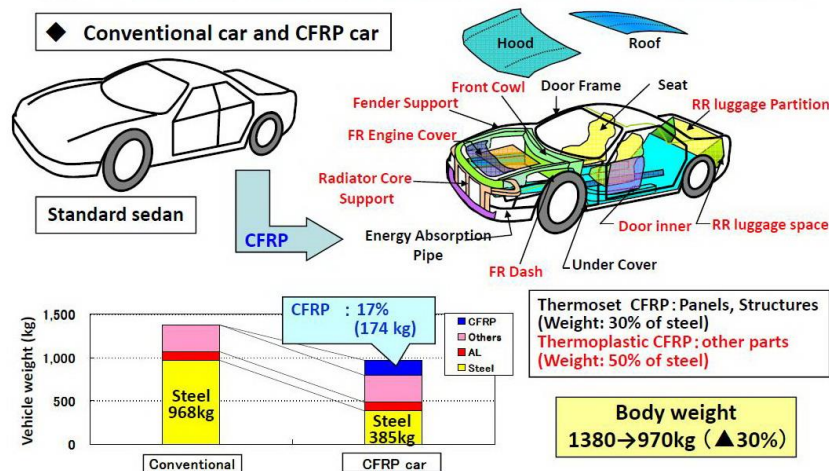 ◆ Conventional car and CFRP car
Hood
Roof
Front Cowl
Door Frame
Seat
Fender Support
RR luggage Partition
FR Engine Cover
Radiator Core
Support
Standard sedan
CFRP
Energy Absorption
Pipe
Door inner
RR luggage space
FR Dash
Under Cover
CFRP : 17%
(174 kg)
Vehicle weight (kg)
1,500
1,000
500
0
CFRP
Others
AL
Steel
Steel
968kg
Steel
385kg
Conventional
CFRP car
Thermoset CFRP: Panels, Structures
(Weight: 30% of steel)
Thermoplastic CFRP: other parts
(Weight: 50% of steel)
Body weight
1380→970kg (▲30%)